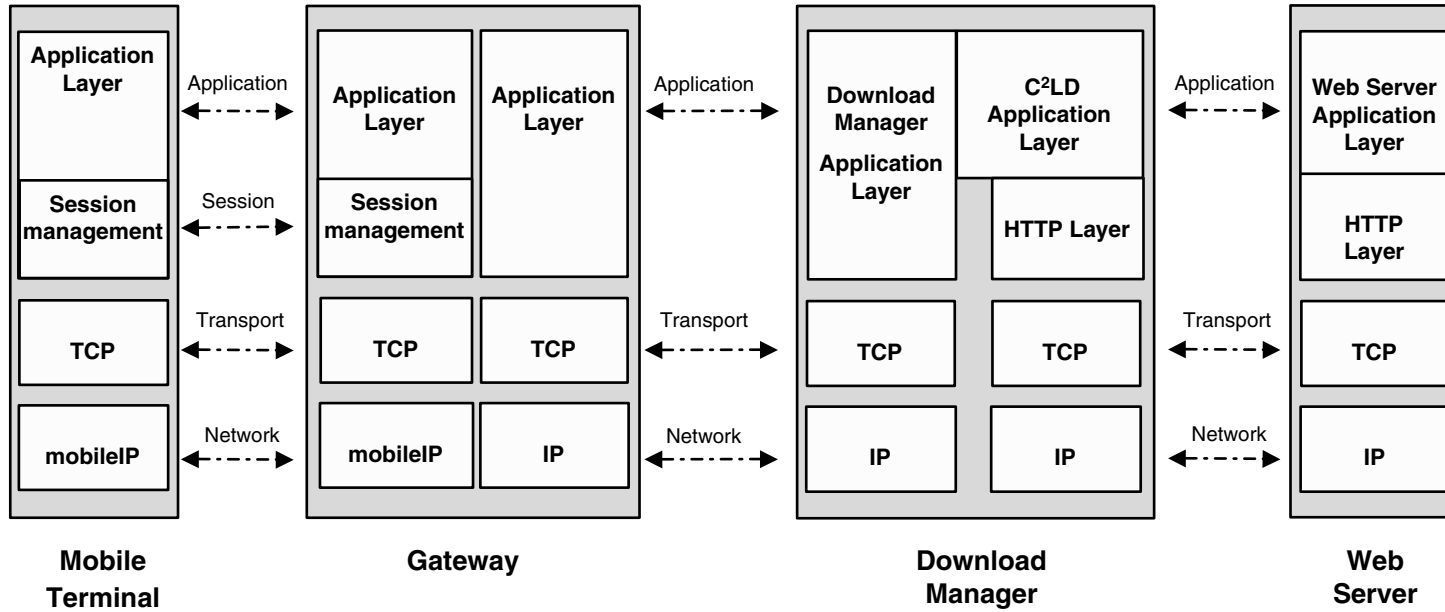 Application
Layer
Session
management
TCP
mobileIP
Mobile
Terminal
Application
Session
Transport
Network
Application
Layer
Session
management
TCP
mobileIP
Application
Layer
TCP
IP
Gateway
Application
Transport
Network
Download
Manager
Application
Layer
TCP
IP
C²LD
Application
Layer
HTTP Layer
TCP
IP
Download
Manager
Application
Transport
Network
Web Server
Application
Layer
HTTP
Layer
TCP
IP
Web
Server